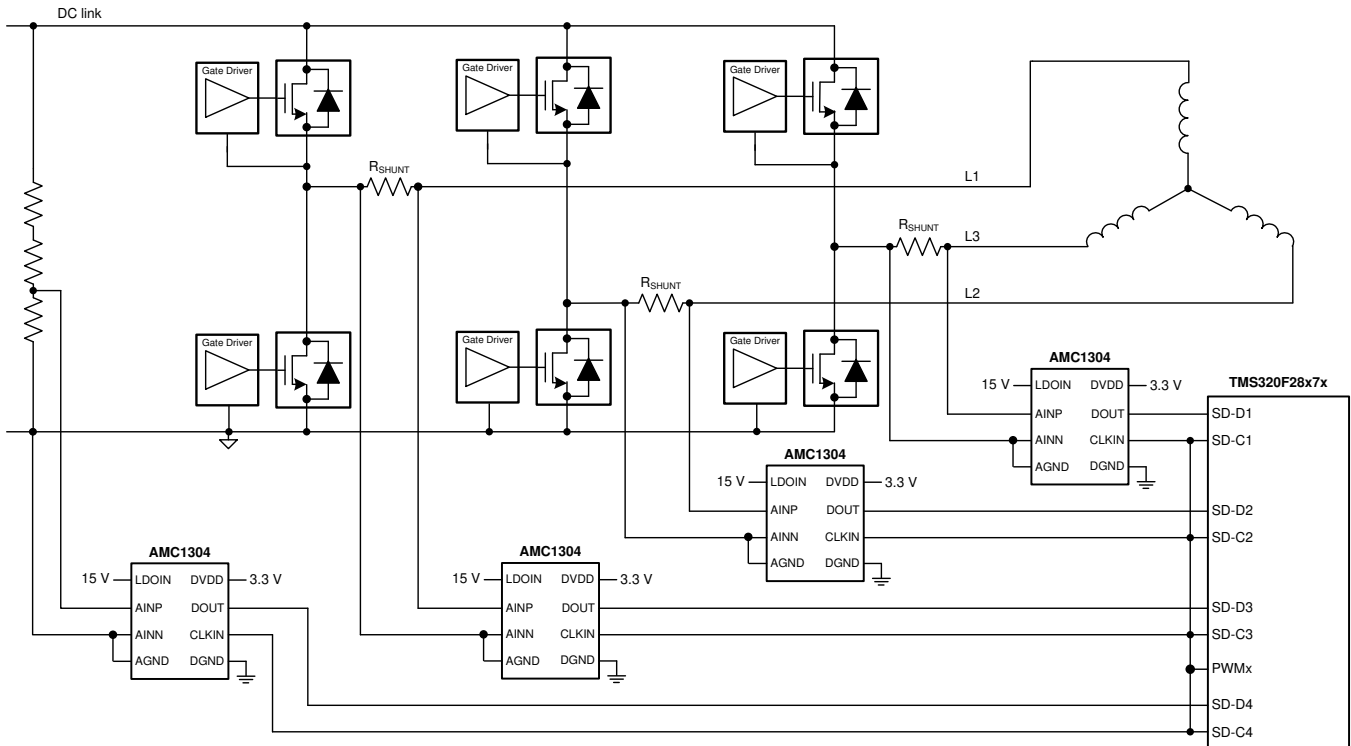 DC link
Gate Driver
Gate Driver
Gate Driver
RSHUNT
L1
RSHUNT
L3
RSHUNT
L2
Gate Driver
Gate Driver
Gate Driver
AMC1304
15 V LDOIN DVDD 3.3 V
AINP DOUT
AINN CLKIN
AGND DGND
TMS320F28x7x
SD-D1
SD-C1
SD-D2
SD-C2
SD-D3
SD-C3
PWMx
SD-D4
SD-C4
AMC1304
15 V LDOIN DVDD 3.3 V
AINP DOUT
AINN CLKIN
AGND DGND
AMC1304
15 V LDOIN DVDD 3.3 V
AINP DOUT
AINN CLKIN
AGND DGND
AMC1304
15 V LDOIN DVDD 3.3 V
AINP DOUT
AINN CLKIN
AGND DGND